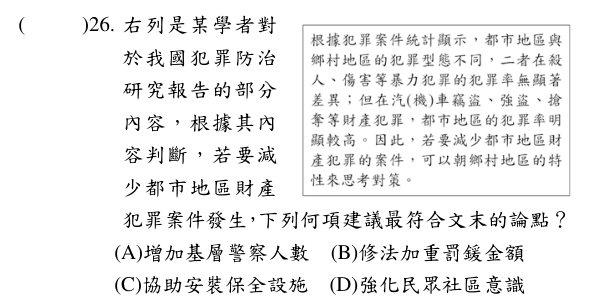 (　　)26. 右列是某學者對
於我國犯罪防治
研究報告的部分
內容，根據其內
容判斷，若要減
少都市地區財產
犯罪案件發生，下列何項建議最符合文末的論點？
(A)增加基層警察人數　(B)修法加重罰鍰金額
(C)協助安裝保全設施　(D)強化民眾社區意識
根據犯罪案件統計顯示，都市地區與
鄉村地區的犯罪型態不同，二者在殺
人、傷害等暴力犯罪的犯罪率無顯著
差異；但在汽(機)車竊盜、強盜、搶
奪等財產犯罪，都市地區的犯罪率明
顯較高。因此，若要減少都市地區財
產犯罪的案件，可以朝鄉村地區的特
性來思考對策。